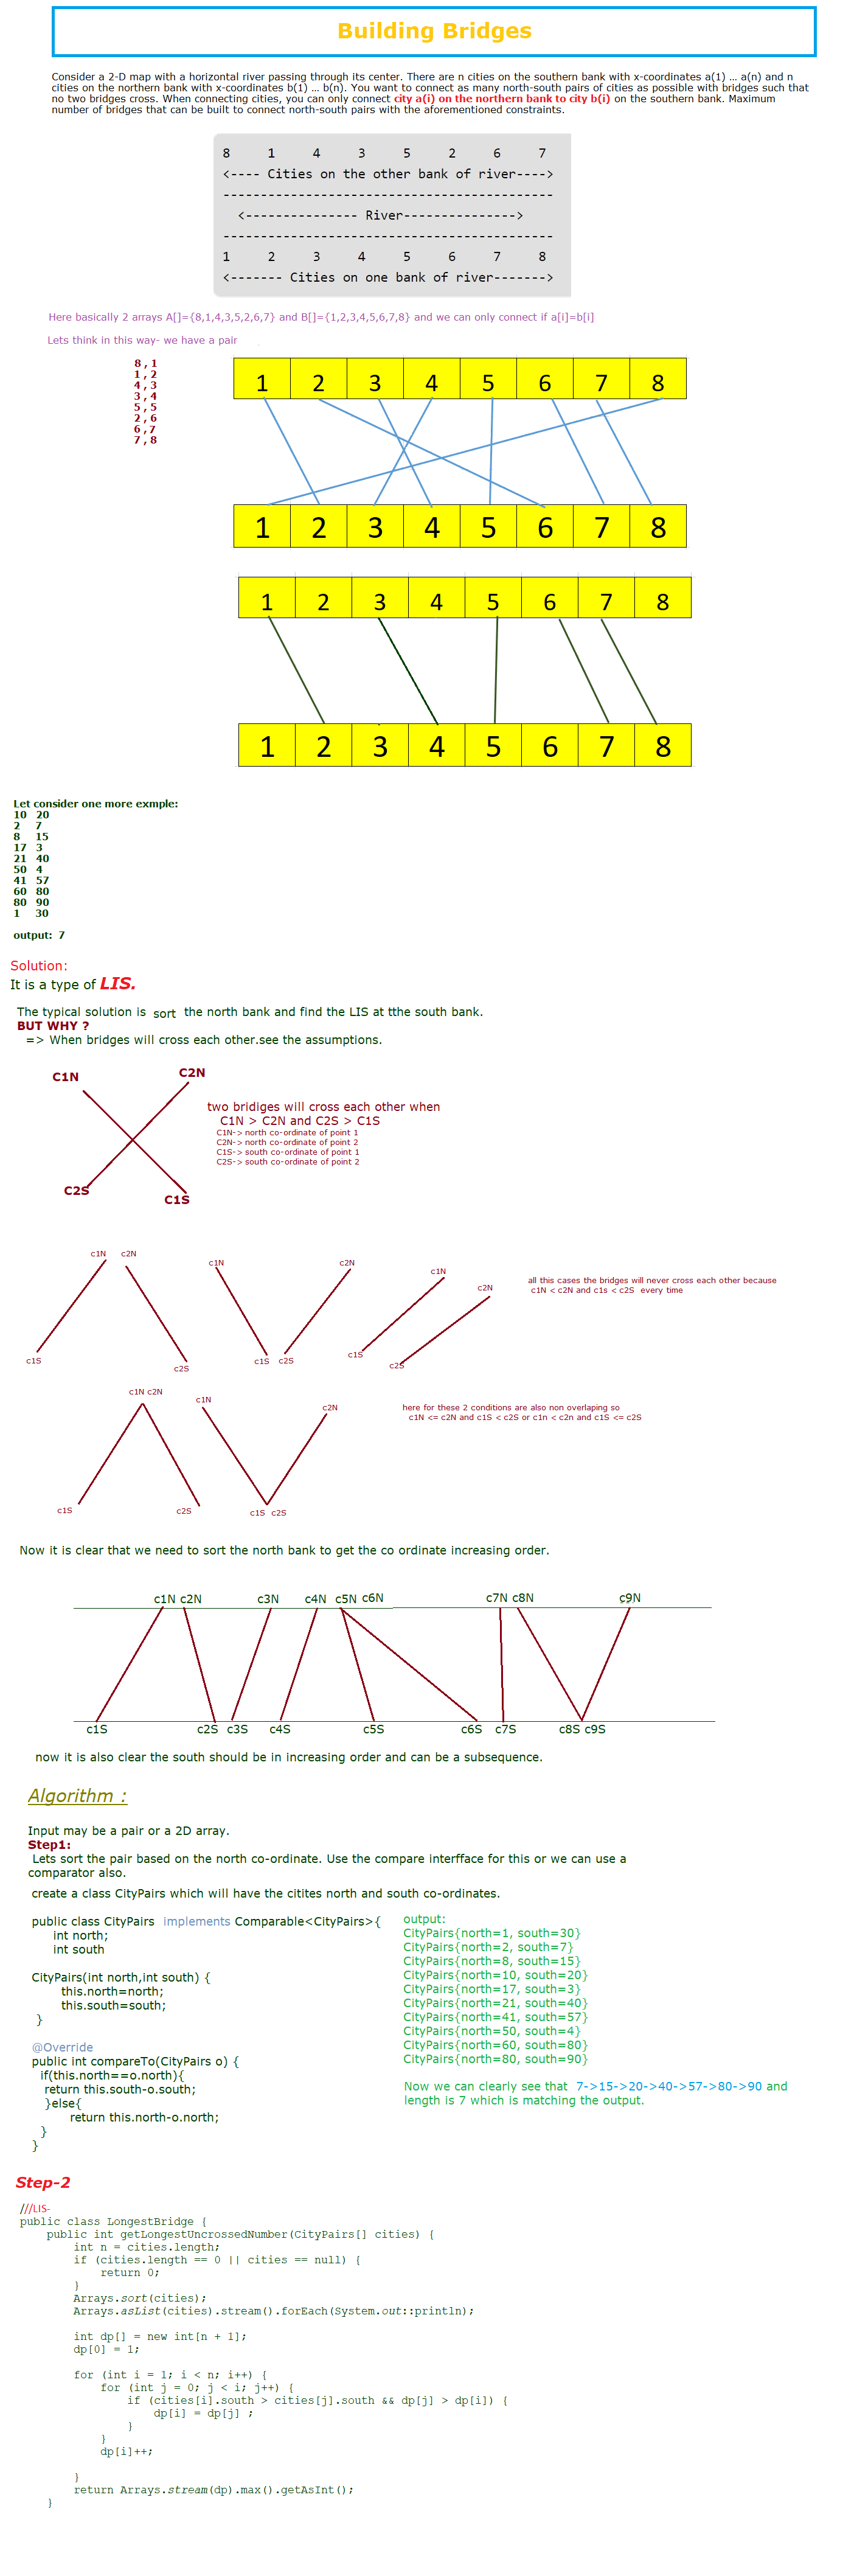 Building Bridges
Consider a 2-D map with a horizontal river passing through its center. There are n cities on the southern bank with x-coordinates a(1) … a(n) and n
cities on the northern bank with x-coordinates b(1) … b(n). You want to connect as many north-south pairs of cities as possible with bridges such that
no two bridges cross. When connecting cities, you can only connect city a(i) on the northern bank to city b(i) on the southern bank. Maximum
number of bridges that can be built to connect north-south pairs with the aforementioned constraints.
8 1 4 3 5 2 6 7
<---- Cities on the other bank of river---->
--------------------------------------------
<--------------- River--------------->
--------------------------------------------
1 2 3 4 5 6 7 8
<------- Cities on one bank of river------->
Here basically 2 arrays A[]={8,1,4,3,5,2,6,7} and B[]={1,2,3,4,5,6,7,8} and we can only connect if a[i]=b[i]
Lets think in this way- we have a pair
8 , 1
1 , 2
4 , 3
3 , 4
5 , 5
2 , 6
6 ,7
7 , 8
1 2 3 4 5 6 7 8
1 2 3 4 5 6 7 8
1 2 3 4 5 6 7 8
1 2 3 4 5 6 7 8
Let consider one more exmple:
10 20
2 7
8 15
17 3
21 40
50 4
41 57
60 80
80 90
1 30
output: 7
Solution:
It is a type of LIS.
The typical solution is sort the north bank and find the LIS at tthe south bank.
BUT WHY ?
=> When bridges will cross each other.see the assumptions.
C1N C2N
two bridiges will cross each other when
C1N > C2N and C2S > C1S
C1N-> north co-ordinate of point 1
C2N-> north co-ordinate of point 2
C1S-> south co-ordinate of point 1
C2S-> south co-ordinate of point 2
C2S C1S
c1N c2N c1N c2N c1N c2N
all this cases the bridges will never cross each other because
c1N < c2N and c1s < c2S every time
c1S c2S c1S c2S c1S c2S
c1N c2N c1N c2N
here for these 2 conditions are also non overlaping so
c1N <= c2N and c1S < c2S or c1n < c2n and c1S <= c2S
c1S c2S c1S c2S
Now it is clear that we need to sort the north bank to get the co ordinate increasing order.
c1N c2N c3N c4N c5N c6N c7N c8N c9N
c1S c2S c3S c4S c5S c6S c7S c8S c9S
now it is also clear the south should be in increasing order and can be a subsequence.
Algorithm :
Input may be a pair or a 2D array.
Step1:
Lets sort the pair based on the north co-ordinate. Use the compare interfface for this or we can use a
comparator also.
create a class CityPairs which will have the citites north and south co-ordinates.
public class CityPairs implements Comparable<CityPairs>{
int north;
int south
CityPairs(int north,int south) {
this.north=north;
this.south=south;
}
@Override
public int compareTo(CityPairs o) {
if(this.north==o.north){
return this.south-o.south;
}else{
return this.north-o.north;
}
}
output:
CityPairs{north=1, south=30}
CityPairs{north=2, south=7}
CityPairs{north=8, south=15}
CityPairs{north=10, south=20}
CityPairs{north=17, south=3}
CityPairs{north=21, south=40}
CityPairs{north=41, south=57}
CityPairs{north=50, south=4}
CityPairs{north=60, south=80}
CityPairs{north=80, south=90}
Now we can clearly see that 7->15->20->40->57->80->90 and
length is 7 which is matching the output.
Step-2
///LIS-
public class LongestBridge {
public int getLongestUncrossedNumber(CityPairs[] cities) {
int n = cities.length;
if (cities.length == 0 || cities == null) {
return 0;
}
Arrays.sort(cities);
Arrays.asList(cities).stream().forEach(System.out::println);
int dp[] = new int[n + 1];
dp[0] = 1;
for (int i = 1; i < n; i++) {
for (int j = 0; j < i; j++) {
if (cities[i].south > cities[j].south && dp[j] > dp[i]) {
dp[i] = dp[j] ;
}
}
dp[i]++;
}
return Arrays.stream(dp).max().getAsInt();
}